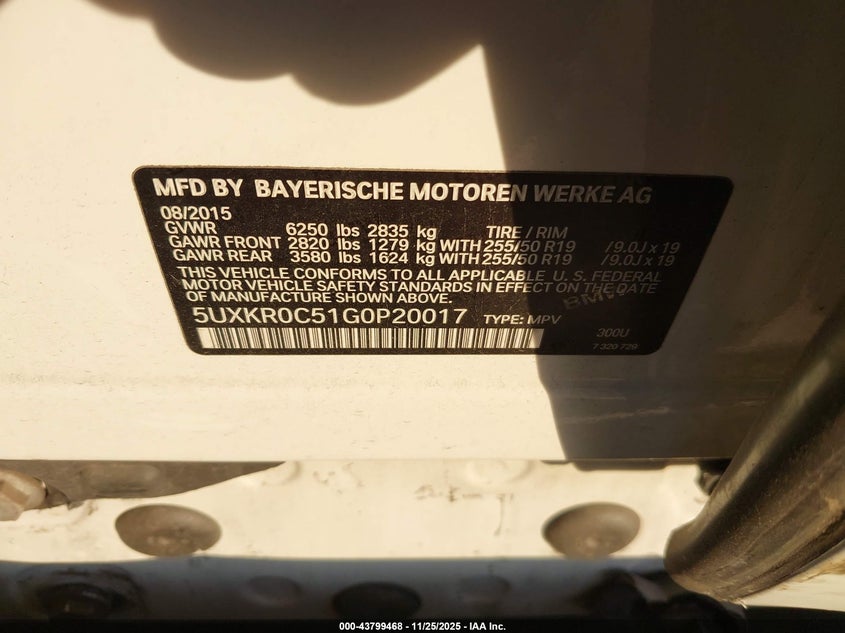 MFD BY BAYERISCHE MOTOREN WERKE AG
08/2015
GVWR 6250 lbs 2835 kg TIRE / RIM
GAWR FRONT 2820 lbs 1279 kg WITH 255/50 R19 /9.0J x 19
GAWR REAR 3580 lbs 1624 kg WITH 255/50 R19 /9.0J x 19
THIS VEHICLE CONFORMS TO ALL APPLICABLE U.S. FEDERAL
MOTOR VEHICLE SAFETY STANDARDS IN EFFECT ON THE DATE
OF MANUFACTURE SHOWN ABOVE.
BMW
5UXKR0C51G0P20017 TYPE: MPV
300U
7 320 729
000-43799468 - 11/25/2025 - IAA Inc.